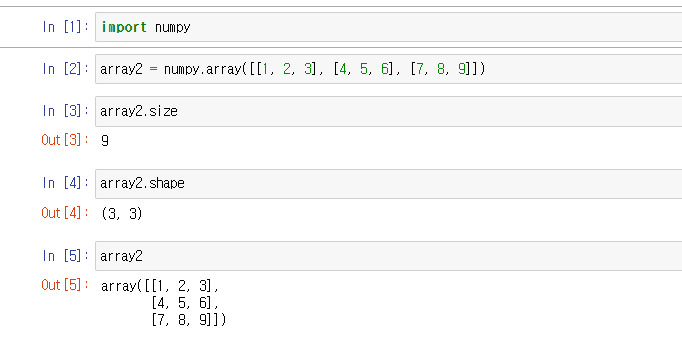 In [1]: import numpy
In [2]: array2 = numpy.array([[1, 2, 3], [4, 5, 6], [7, 8, 9]])
In [3]: array2.size
Out[3]: 9
In [4]: array2.shape
Out[4]: (3, 3)
In [5]: array2
Out[5]: array([[1, 2, 3],
[4, 5, 6],
[7, 8, 9]])